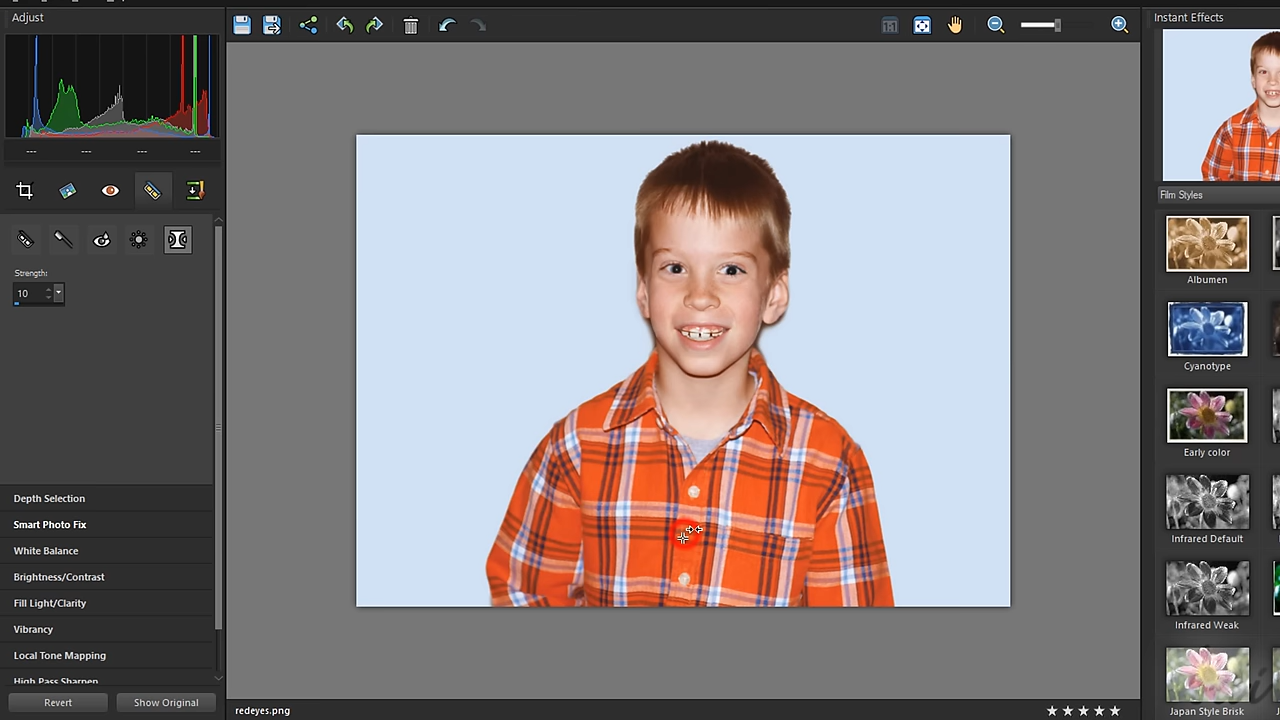 Adjust
Instant Effects
1:1
Film Styles
Albumen
Strength:
10
Cyanotype
Early color
Depth Selection
Smart Photo Fix
White Balance
Infrared Default
Brightness/Contrast
Fill Light/Clarity
Vibrancy
Infrared Weak
Local Tone Mapping
High Pass Sharpen
Revert
Show Original
redeyes.png
Japan Style Brisk